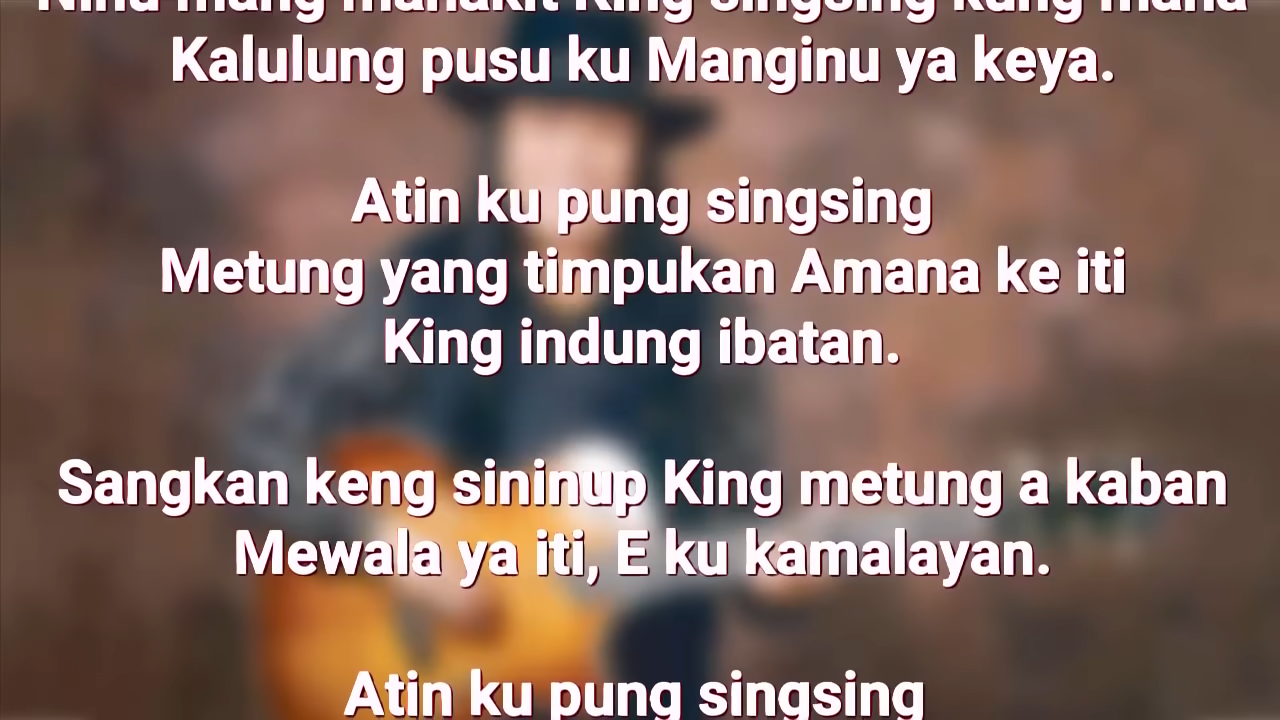 Ninu mang manakit King singsing kung mana
Kalulung pusu ku Manginu ya keya.
Atin ku pung singsing
Metung yang timpukan Amana ke iti
King indung ibatan.
Sangkan keng sininup King metung a kaban
Mewala ya iti, E ku kamalayan.
Atin ku pung singsing